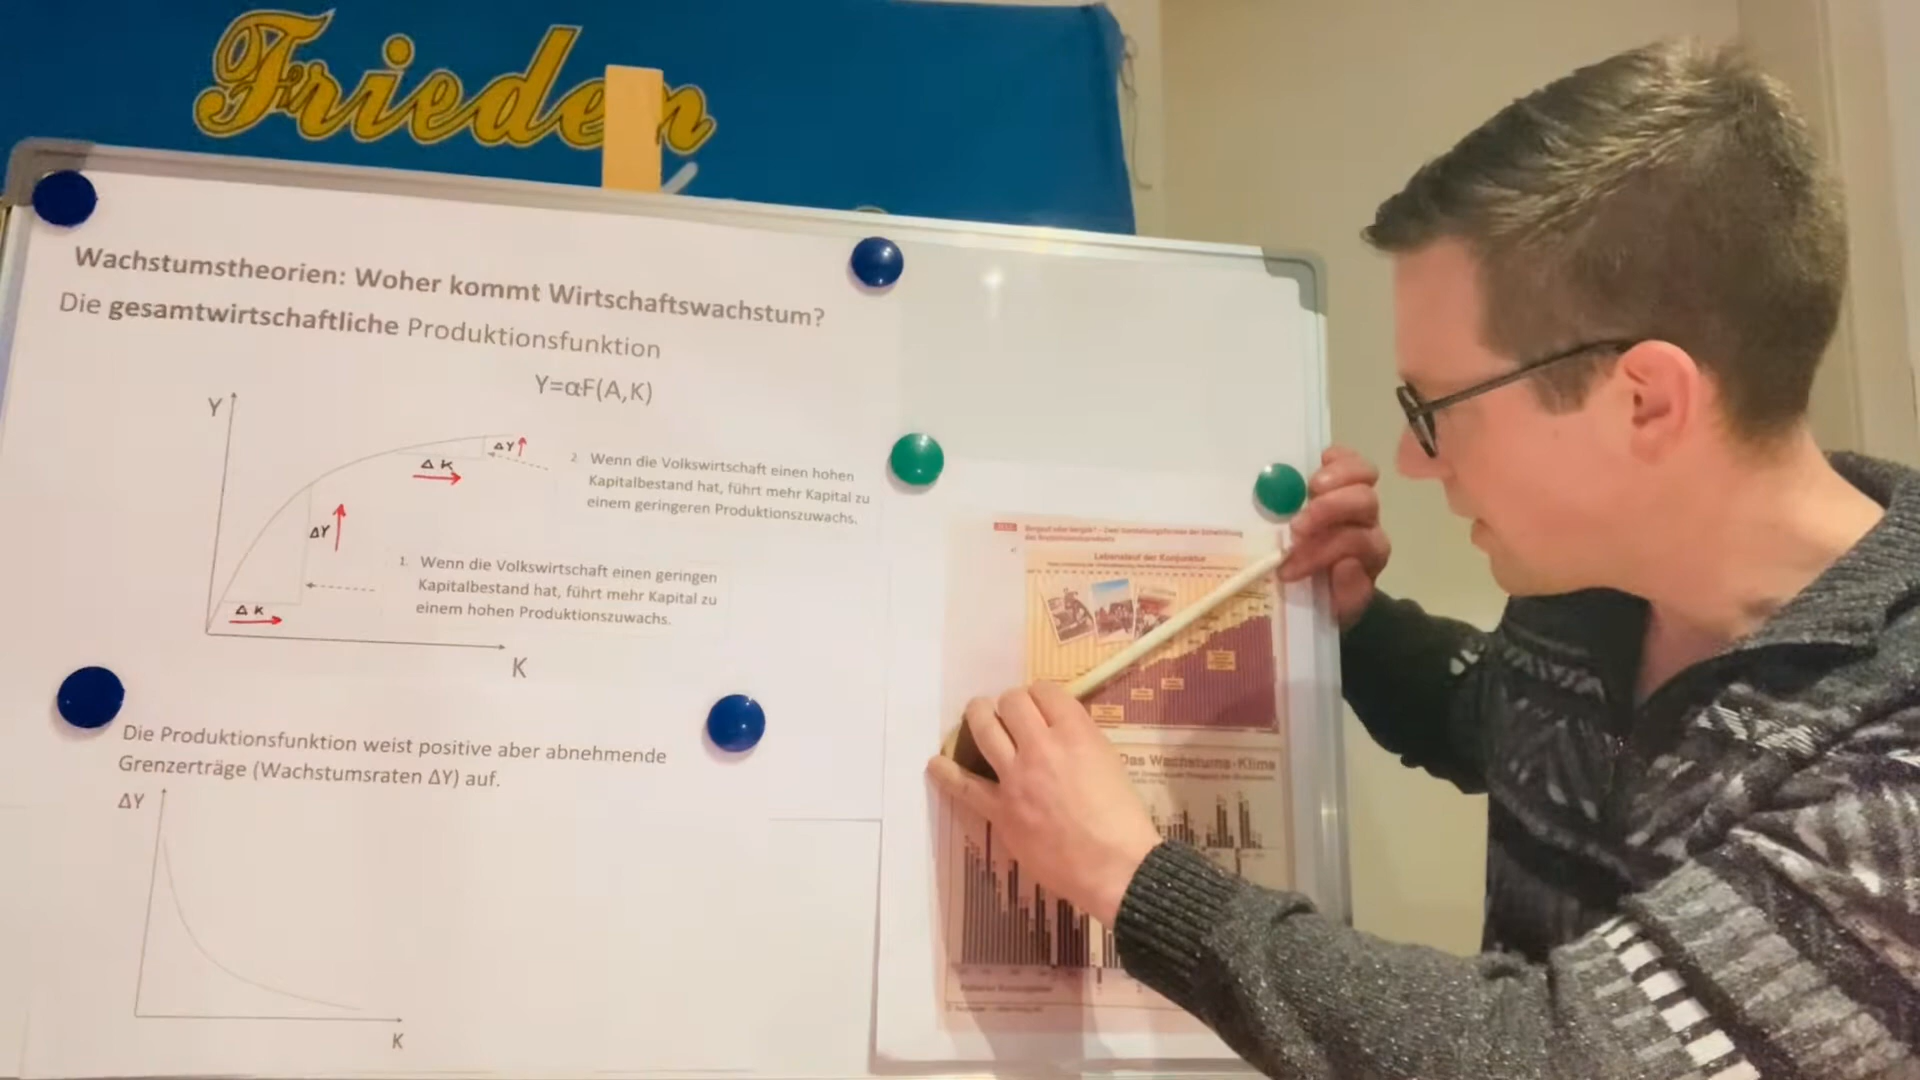 Frieden
Wachstumstheorien: Woher kommt Wirtschaftswachstum?
Die gesamtwirtschaftliche Produktionsfunktion
Y=αF(A,K)
Y
ΔY
ΔK
2. Wenn die Volkswirtschaft einen hohen
Kapitalbestand hat, führt mehr Kapital zu
einem geringeren Produktionszuwachs.
ΔY
1. Wenn die Volkswirtschaft einen geringen
Kapitalbestand hat, führt mehr Kapital zu
einem hohen Produktionszuwachs.
ΔK
K
Die Produktionsfunktion weist positive aber abnehmende
Grenzerträge (Wachstumsraten ΔY) auf.
ΔY
K
Lebenslauf der Konjunktur
Das Wachstums-Klima